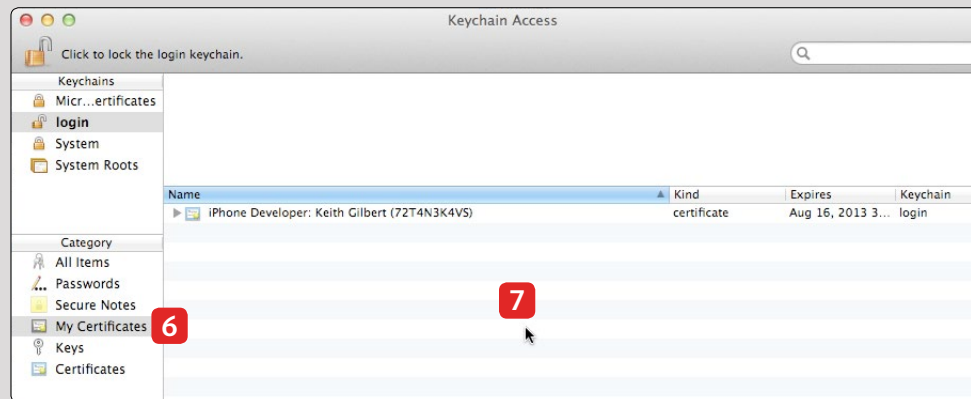 Keychain Access
Click to lock the login keychain.
Keychains
Micr...ertificates
login
System
System Roots
Name Kind Expires Keychain
iPhone Developer: Keith Gilbert (72T4N3K4VS) certificate Aug 16, 2013 3... login
Category
All Items
Passwords
Secure Notes
My Certificates 6
Keys
Certificates
7